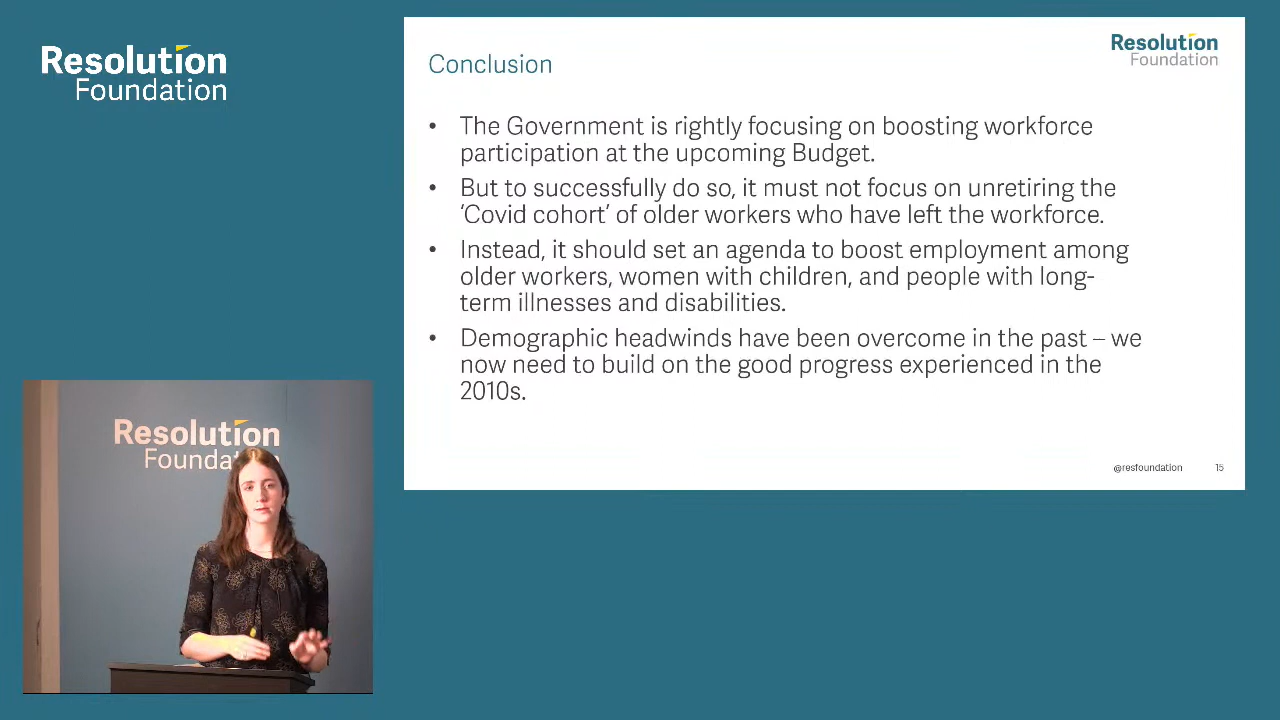 Resolution
Foundation
Conclusion
Resolution
Foundation
• The Government is rightly focusing on boosting workforce
participation at the upcoming Budget.
• But to successfully do so, it must not focus on unretiring the
‘Covid cohort’ of older workers who have left the workforce.
• Instead, it should set an agenda to boost employment among
older workers, women with children, and people with long-
term illnesses and disabilities.
• Demographic headwinds have been overcome in the past – we
now need to build on the good progress experienced in the
2010s.
@resfoundation 15
Resolution
Foundation